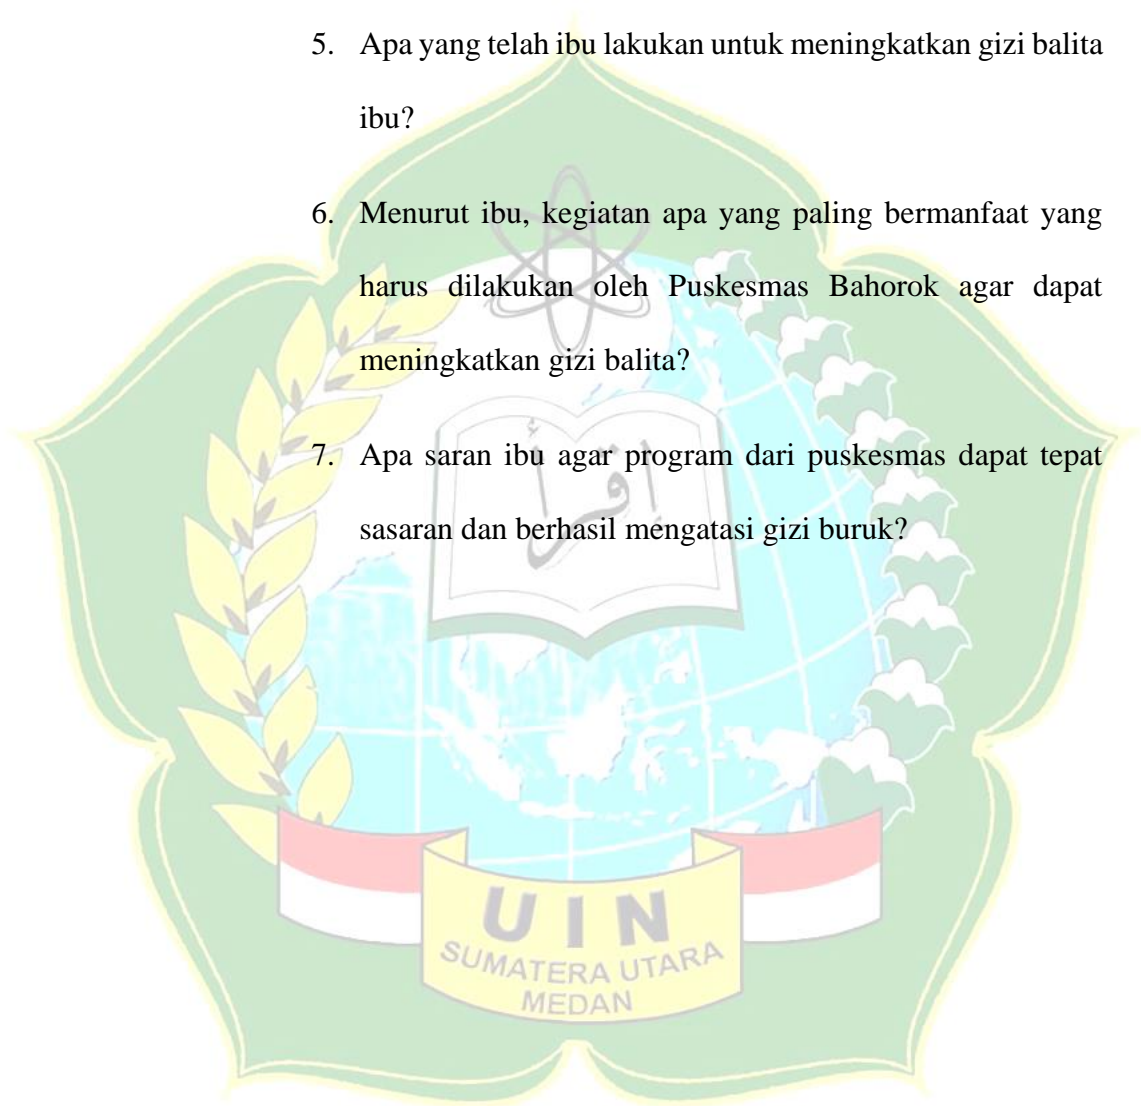 5. Apa yang telah ibu lakukan untuk meningkatkan gizi balita
ibu?
6. Menurut ibu, kegiatan apa yang paling bermanfaat yang
harus dilakukan oleh Puskesmas Bahorok agar dapat
meningkatkan gizi balita?
7. Apa saran ibu agar program dari puskesmas dapat tepat
sasaran dan berhasil mengatasi gizi buruk?
إقرأ
UIN
SUMATERA UTARA
MEDAN